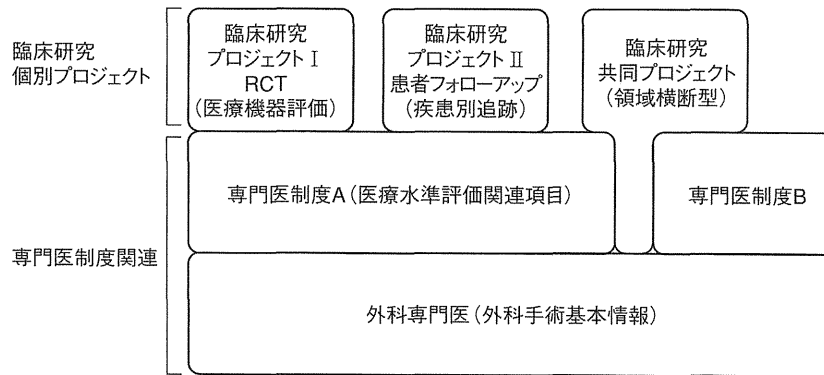 臨床研究
個別プロジェクト
臨床研究
プロジェクト I
RCT
(医療機器評価)
臨床研究
プロジェクト II
患者フォローアップ
(疾患別追跡)
臨床研究
共同プロジェクト
(領域横断型)
専門医制度関連
専門医制度A(医療水準評価関連項目)
専門医制度B
外科専門医(外科手術基本情報)